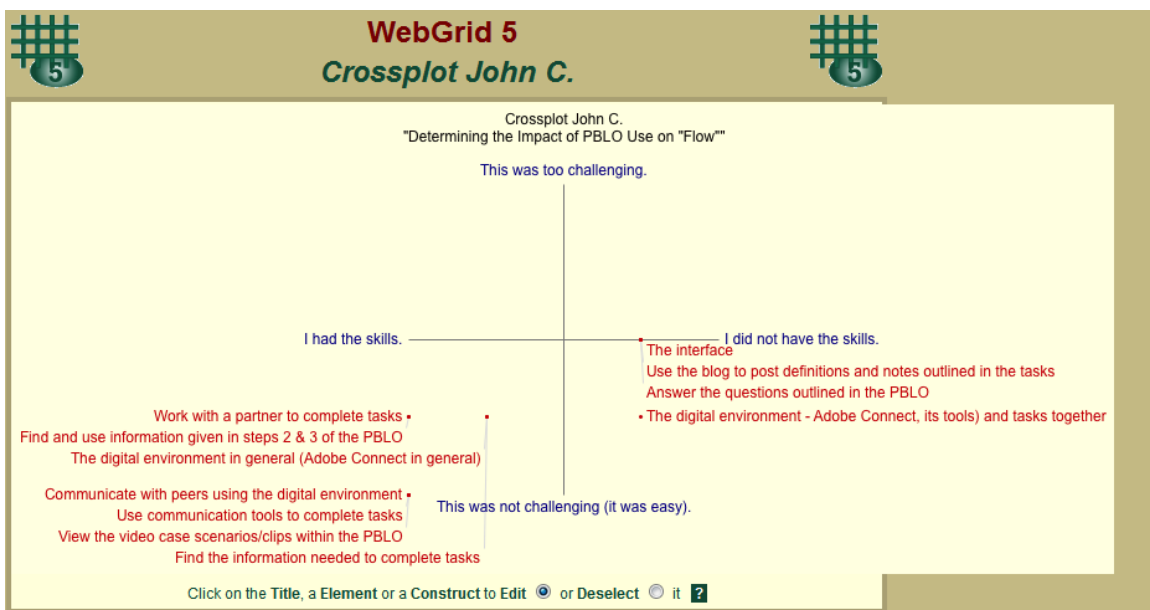 WebGrid 5
5
Crossplot John C.
5
Crossplot John C.
"Determining the Impact of PBLO Use on "Flow""
This was too challenging.
I had the skills.
I did not have the skills.
The interface
Use the blog to post definitions and notes outlined in the tasks
Answer the questions outlined in the PBLO
Work with a partner to complete tasks
The digital environment - Adobe Connect, its tools) and tasks together
Find and use information given in steps 2 & 3 of the PBLO
The digital environment in general (Adobe Connect in general)
Communicate with peers using the digital environment
This was not challenging (it was easy).
Use communication tools to complete tasks
View the video case scenarios/clips within the PBLO
Find the information needed to complete tasks
Click on the Title, a Element or a Construct to Edit or Deselect it ?